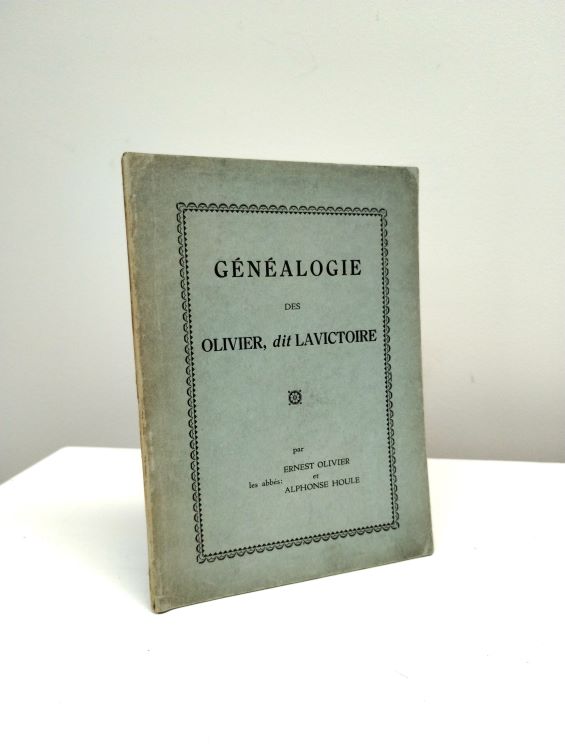 GÉNÉALOGIE
DES
OLIVIER, dit LAVICTOIRE
par
les abbés:
ERNEST OLIVIER
et
ALPHONSE HOULE